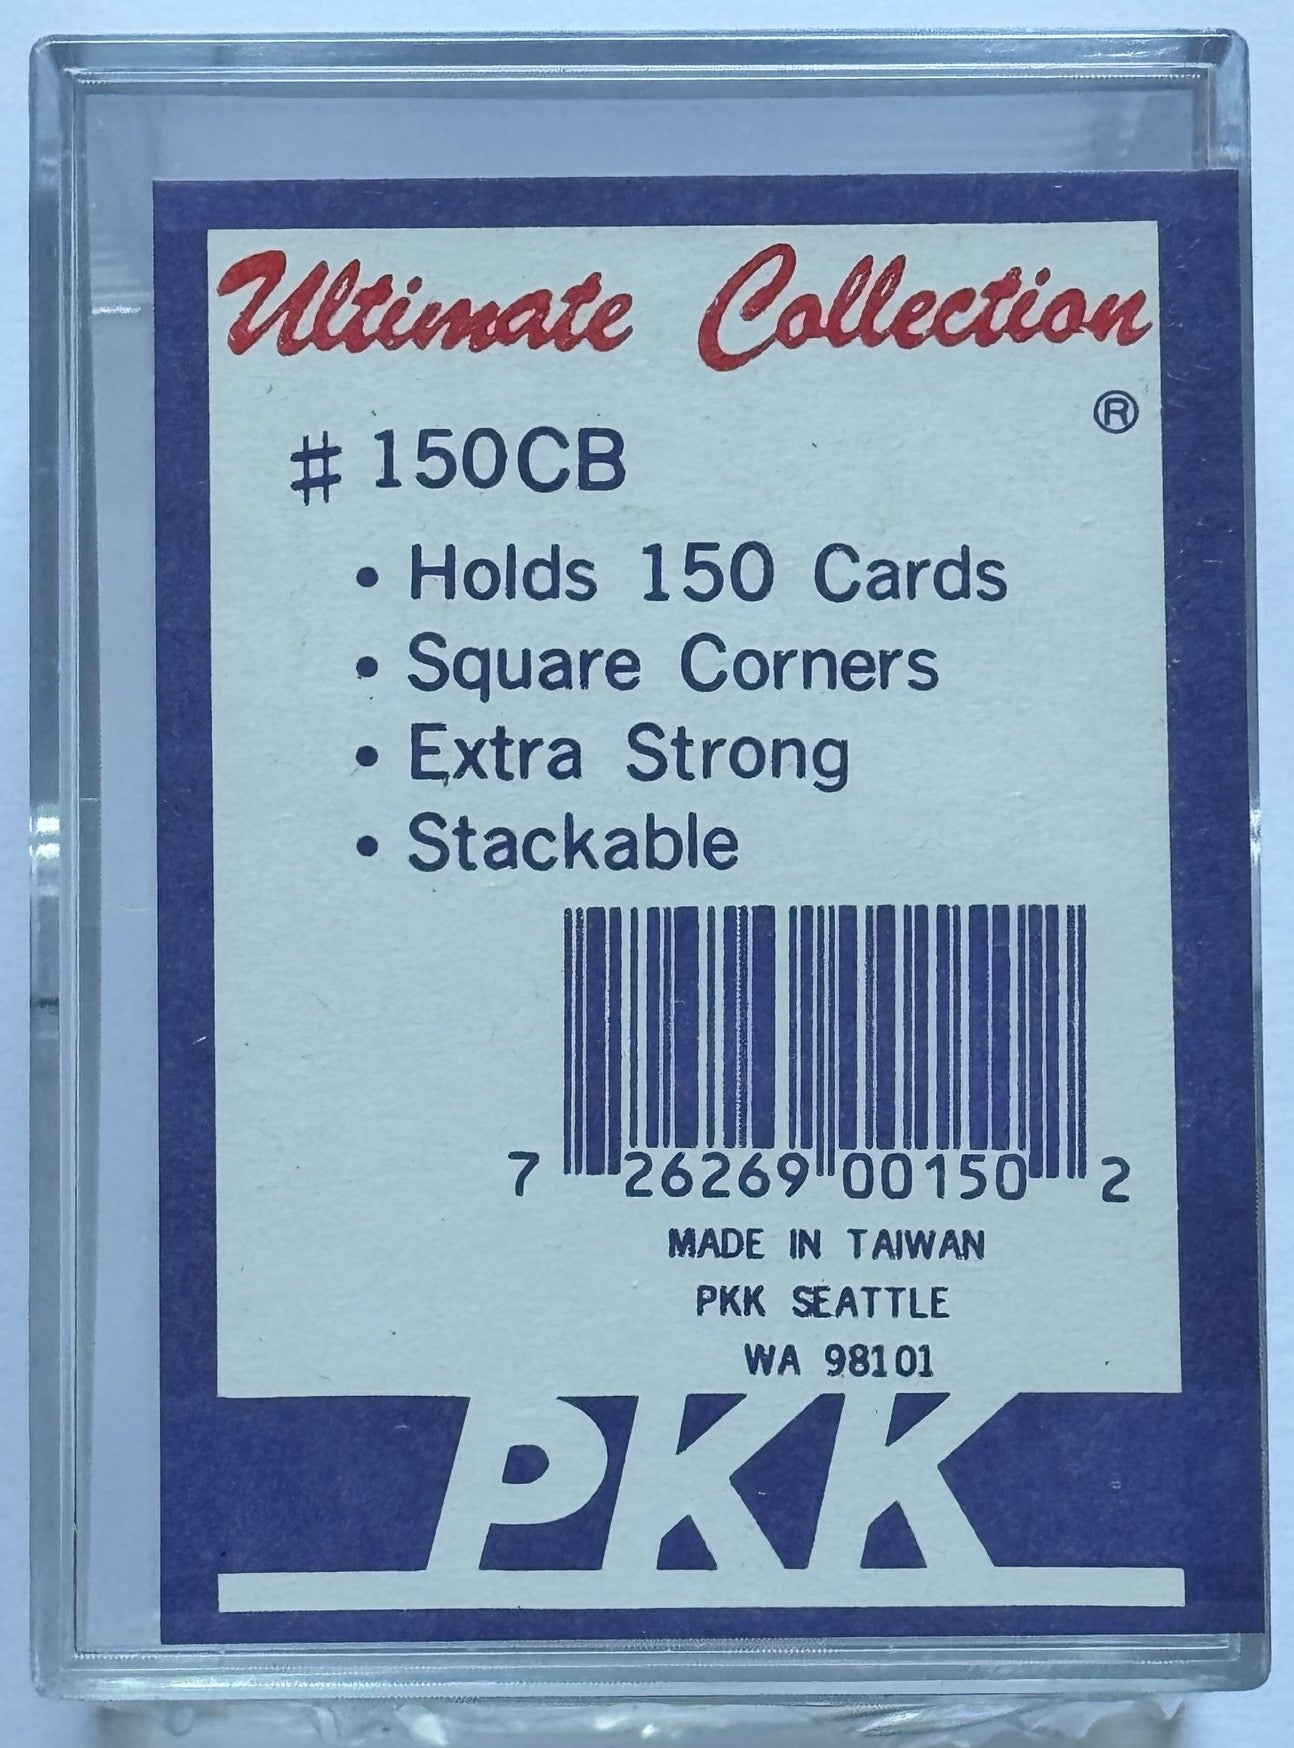 Ultimate Collection
®
# 150CB
• Holds 150 Cards
• Square Corners
• Extra Strong
• Stackable
7 26269 00150 2
MADE IN TAIWAN
PKK SEATTLE
WA 98101
PKK